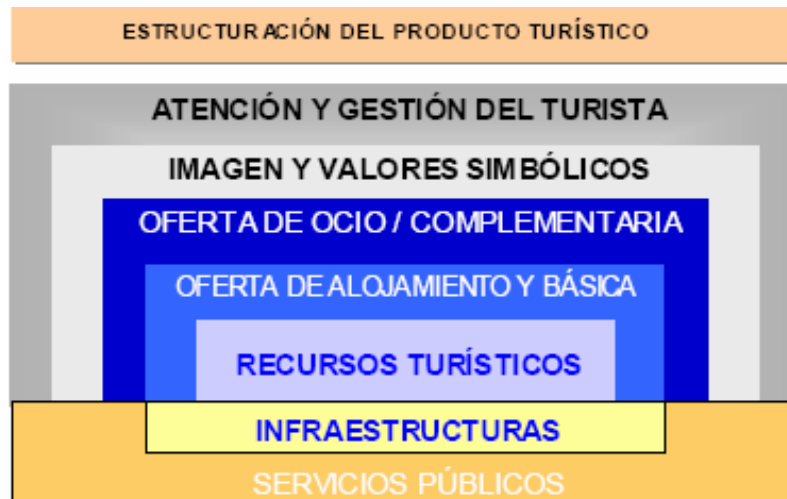 ESTRUCTURACIÓN DEL PRODUCTO TURÍSTICO
ATENCIÓN Y GESTIÓN DEL TURISTA
IMAGEN Y VALORES SIMBÓLICOS
OFERTA DE OCIO / COMPLEMENTARIA
OFERTA DE ALOJAMIENTO Y BÁSICA
RECURSOS TURÍSTICOS
INFRAESTRUCTURAS
SERVICIOS PÚBLICOS